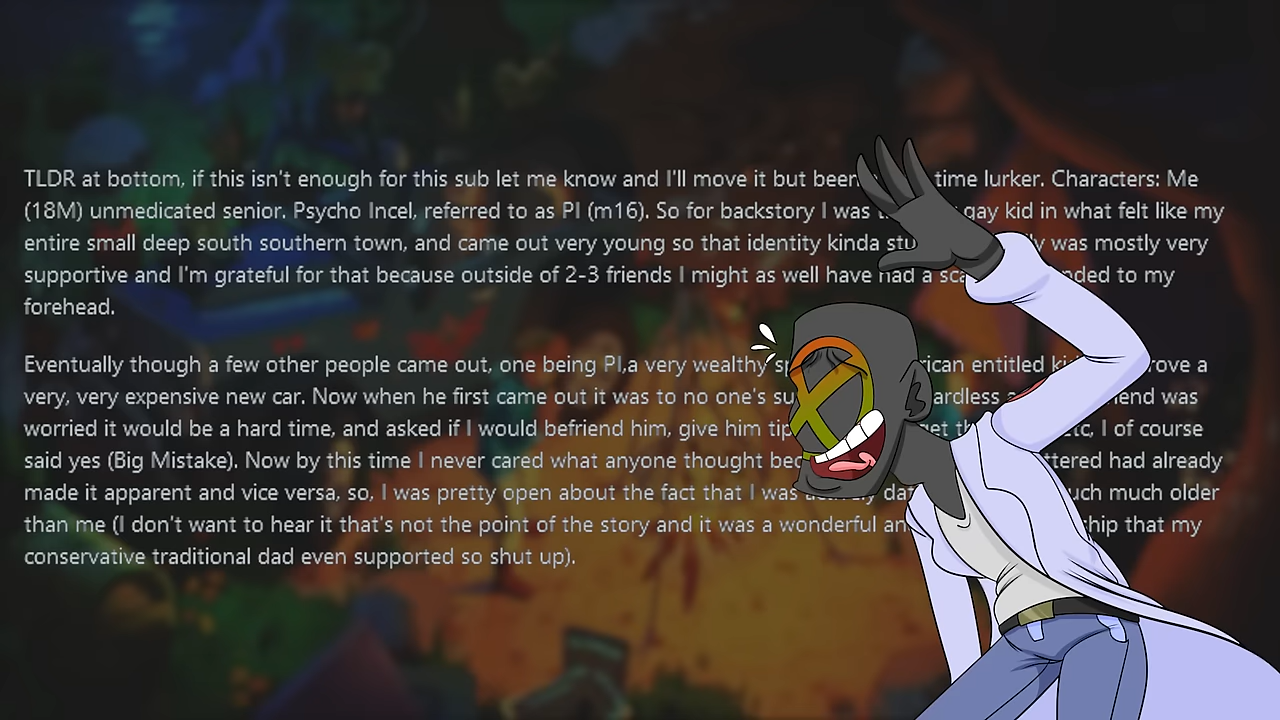 TLDR at bottom, if this isn't enough for this sub let me know and I'll move it but been time lurker. Characters: Me
(18M) unmedicated senior. Psycho Incel, referred to as PI (m16). So for backstory I was gay kid in what felt like my
entire small deep south southern town, and came out very young so that identity kinda was mostly very
supportive and I'm grateful for that because outside of 2-3 friends I might as well have had a to my
forehead.
Eventually though a few other people came out, one being PI,a very wealthy entitled a
very, very expensive new car. Now when he first came out it was to no one's was
worried it would be a hard time, and asked if I would befriend him, give him etc, I of course
said yes (Big Mistake). Now by this time I never cared what anyone thought had already
made it apparent and vice versa, so, I was pretty open about the fact that I was much older
than me (I don't want to hear it that's not the point of the story and it was a wonderful that my
conservative traditional dad even supported so shut up).